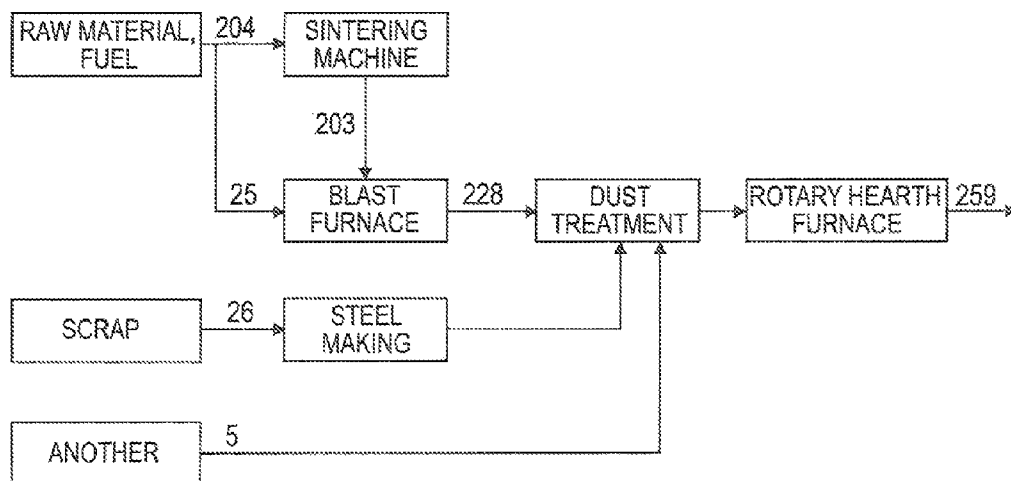 RAW MATERIAL,
FUEL
204
SINTERING
MACHINE
203
25
BLAST
FURNACE
228
DUST
TREATMENT
ROTARY HEARTH
FURNACE
259
SCRAP
26
STEEL
MAKING
ANOTHER
5